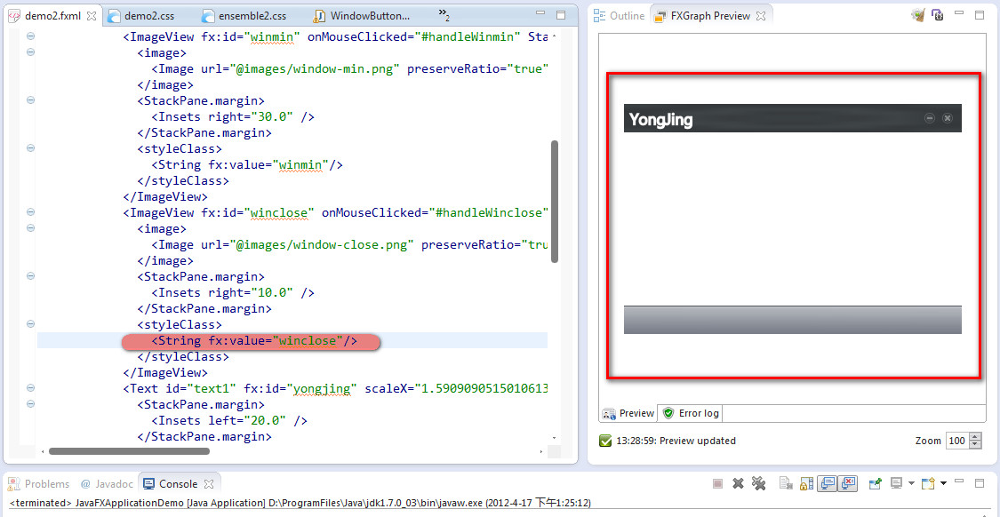 demo2.fxml
demo2.css
ensemble2.css
WindowButton...
»2
<ImageView fx:id="winmin" onMouseClicked="#handleWinmin" Sta
<image>
<Image url="@images/window-min.png" preserveRatio="true"
</image>
<StackPane.margin>
<Insets right="30.0" />
</StackPane.margin>
<styleClass>
<String fx:value="winmin"/>
</styleClass>
</ImageView>
<ImageView fx:id="winclose" onMouseClicked="#handleWinclose"
<image>
<Image url="@images/window-close.png" preserveRatio="tru
</image>
<StackPane.margin>
<Insets right="10.0" />
</StackPane.margin>
<styleClass>
<String fx:value="winclose"/>
</styleClass>
</ImageView>
<Text id="text1" fx:id="yongjing" scaleX="1.5909090515010613
<StackPane.margin>
<Insets left="20.0" />
</StackPane.margin>
Outline
FXGraph Preview
YongJing
Preview
Error log
13:28:59: Preview updated
Zoom
100
Problems
@ Javadoc
Console
<terminated> JavaFXApplicationDemo [Java Application] D:\ProgramFiles\Java\jdk1.7.0_03\bin\javaw.exe (2012-4-17 下午1:25:12)